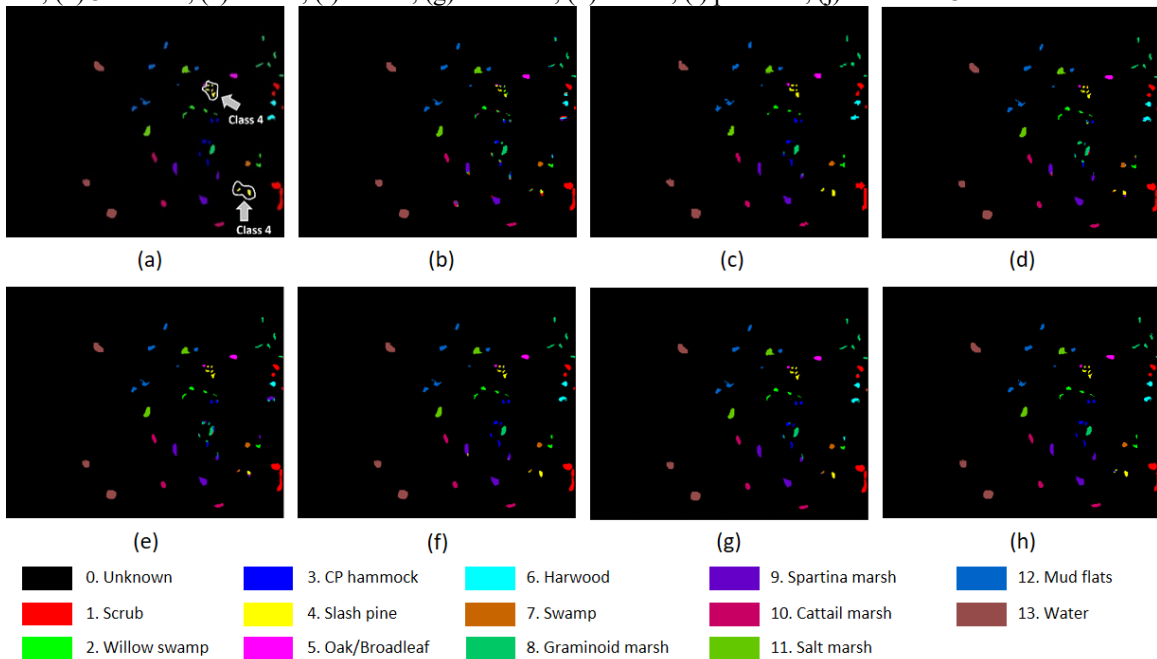 Class 4
Class 4
(a) (b) (c) (d)
(e) (f) (g) (h)
0. Unknown 3. CP hammock 6. Harwood 9. Spartina marsh 12. Mud flats
1. Scrub 4. Slash pine 7. Swamp 10. Cattail marsh 13. Water
2. Willow swamp 5. Oak/Broadleaf 8. Graminoid marsh 11. Salt marsh